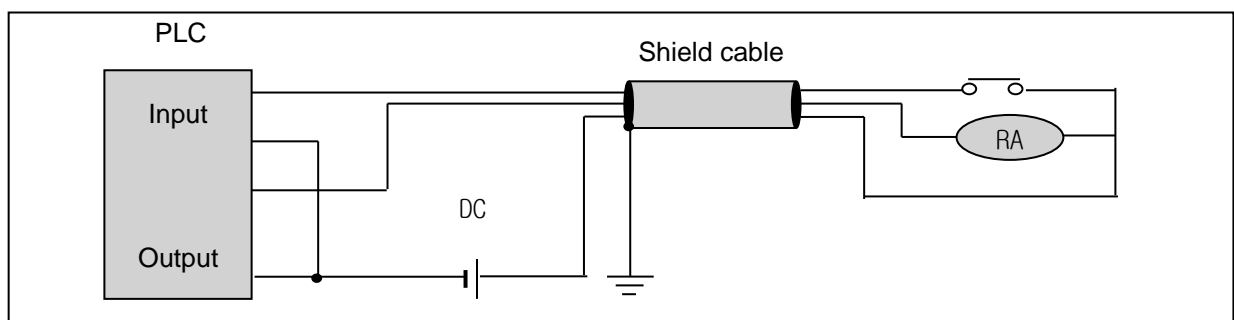 PLC
Shield cable
Input
RA
DC
Output